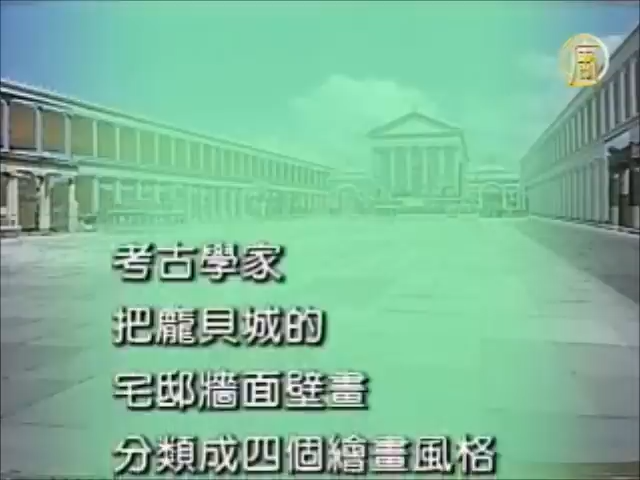 風
考古學家
把龐貝城的
宅邸牆面壁畫
分類成四個繪畫風格